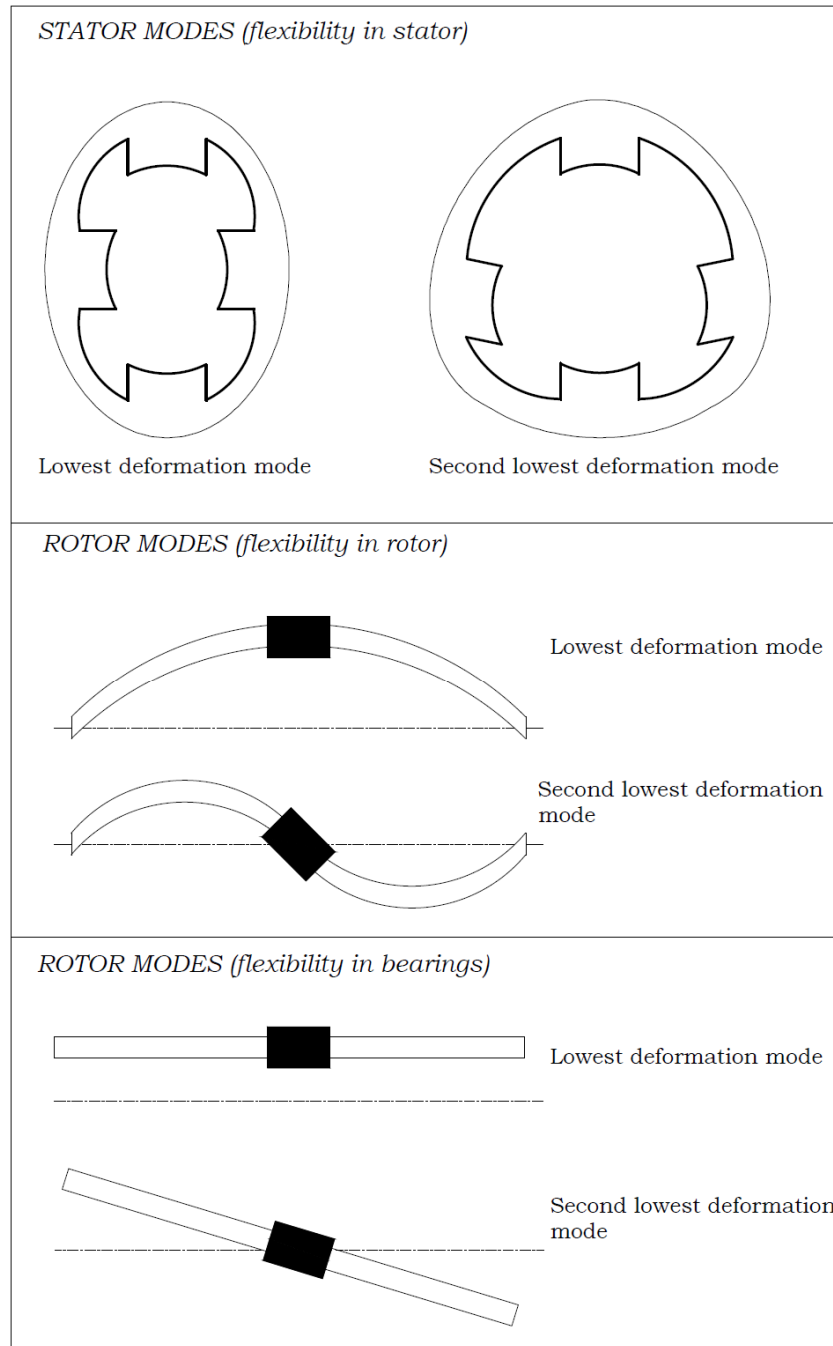 STATOR MODES (flexibility in stator)
Lowest deformation mode
Second lowest deformation mode
ROTOR MODES (flexibility in rotor)
Lowest deformation mode
Second lowest deformation
mode
ROTOR MODES (flexibility in bearings)
Lowest deformation mode
Second lowest deformation
mode